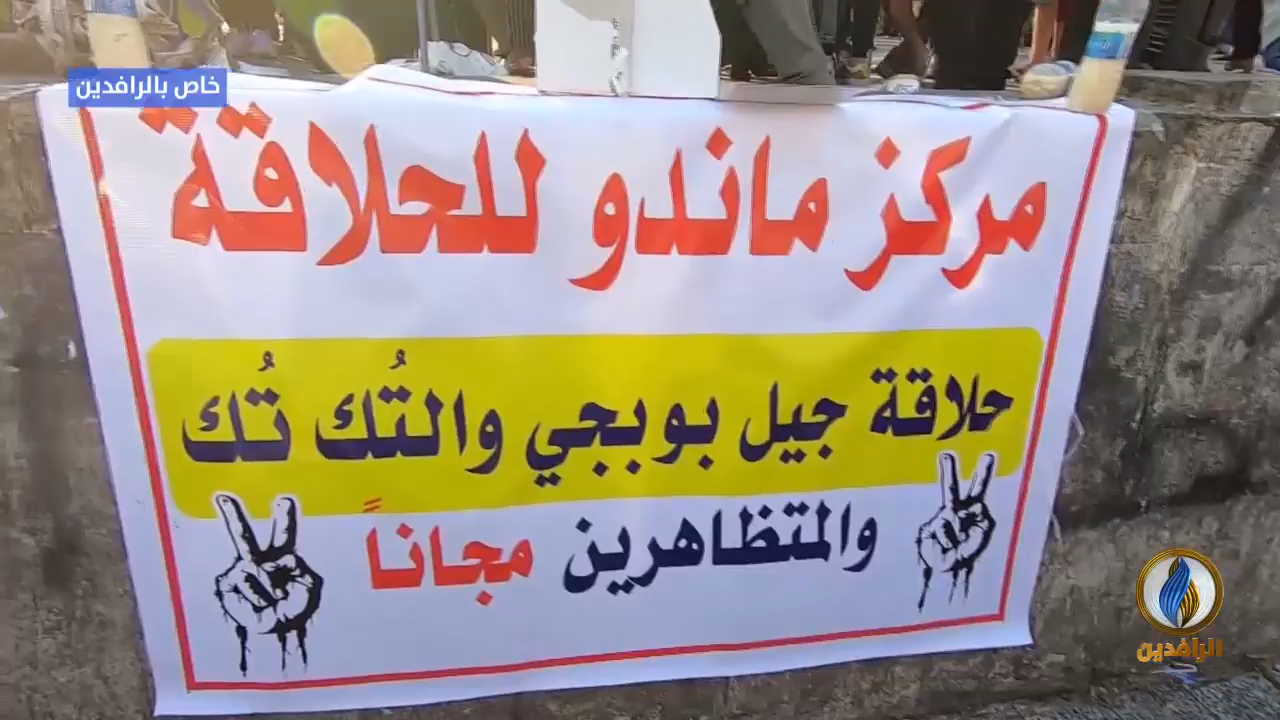 خاص بالرافدين
مركز ماندو للحلاقة
حلاقة جيل بوبجي والتُك تُك
والمتظاهرين مجاناً
الرافدين